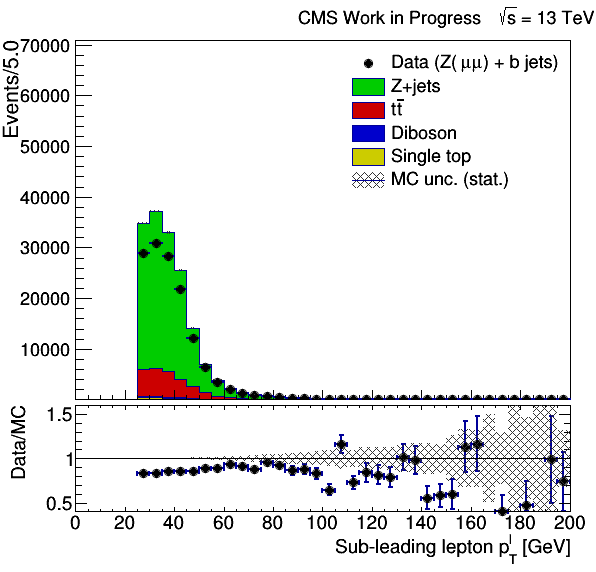 CMS Work in Progress √s = 13 TeV
Events/5.0
70000
60000
50000
40000
30000
20000
10000
Data (Z(μμ) + b jets)
Z+jets
tt̄
Diboson
Single top
MC unc. (stat.)
Data/MC
1.5
1
0.5
0 20 40 60 80 100 120 140 160 180 200
Sub-leading lepton p_T^l [GeV]